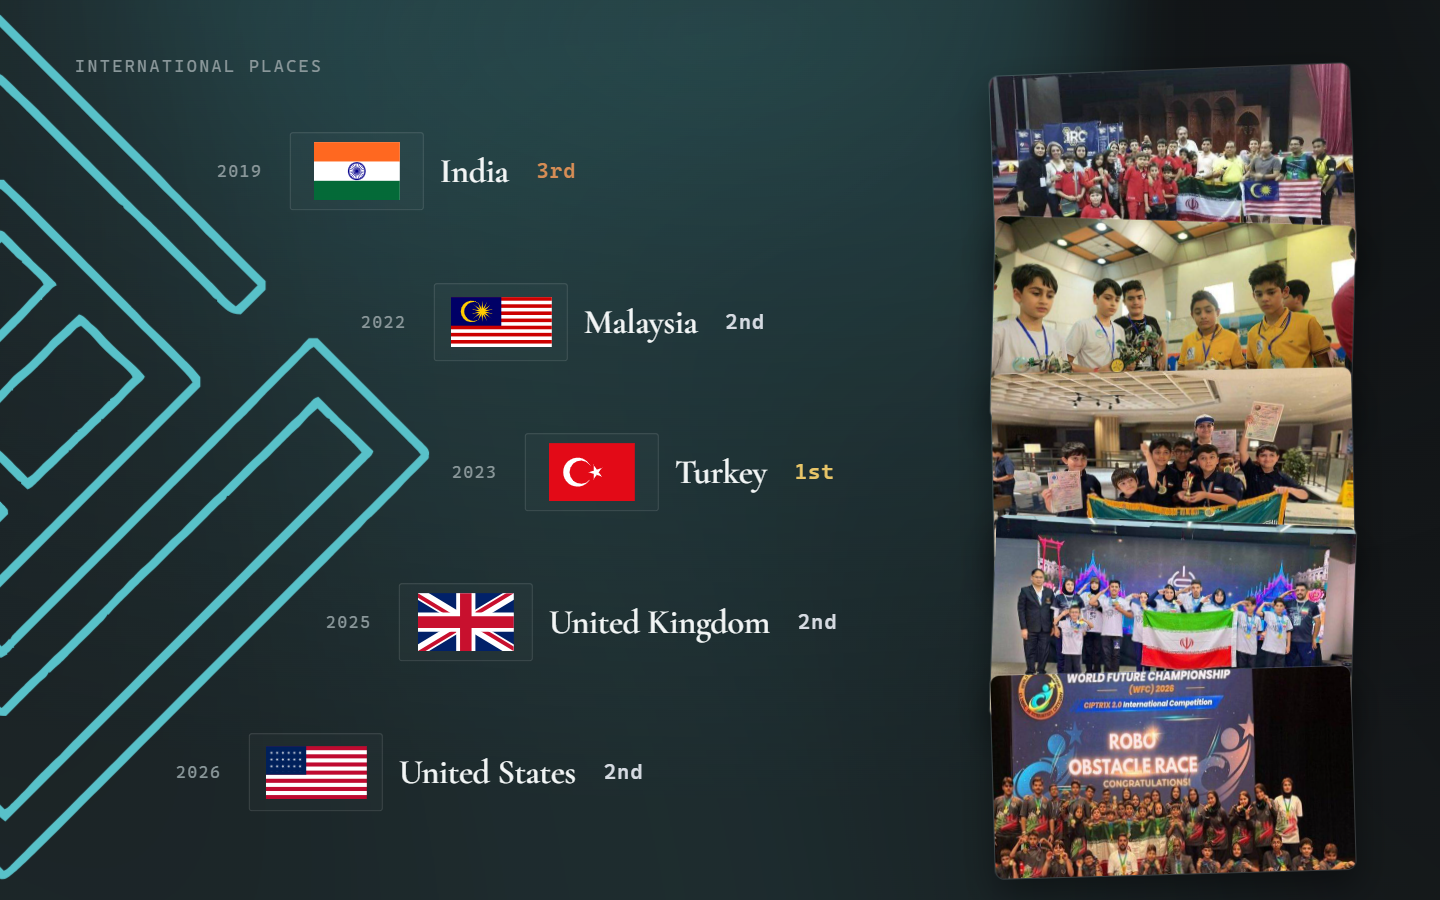 INTERNATIONAL PLACES
2019 India 3rd
2022 Malaysia 2nd
2023 Turkey 1st
2025 United Kingdom 2nd
2026 United States 2nd
IRC
WORLD FUTURE CHAMPIONSHIP
(WFC) 2026
CIPTRIX 2.0 International Competition
ROBO
OBSTACLE RACE
CONGRATULATIONS!